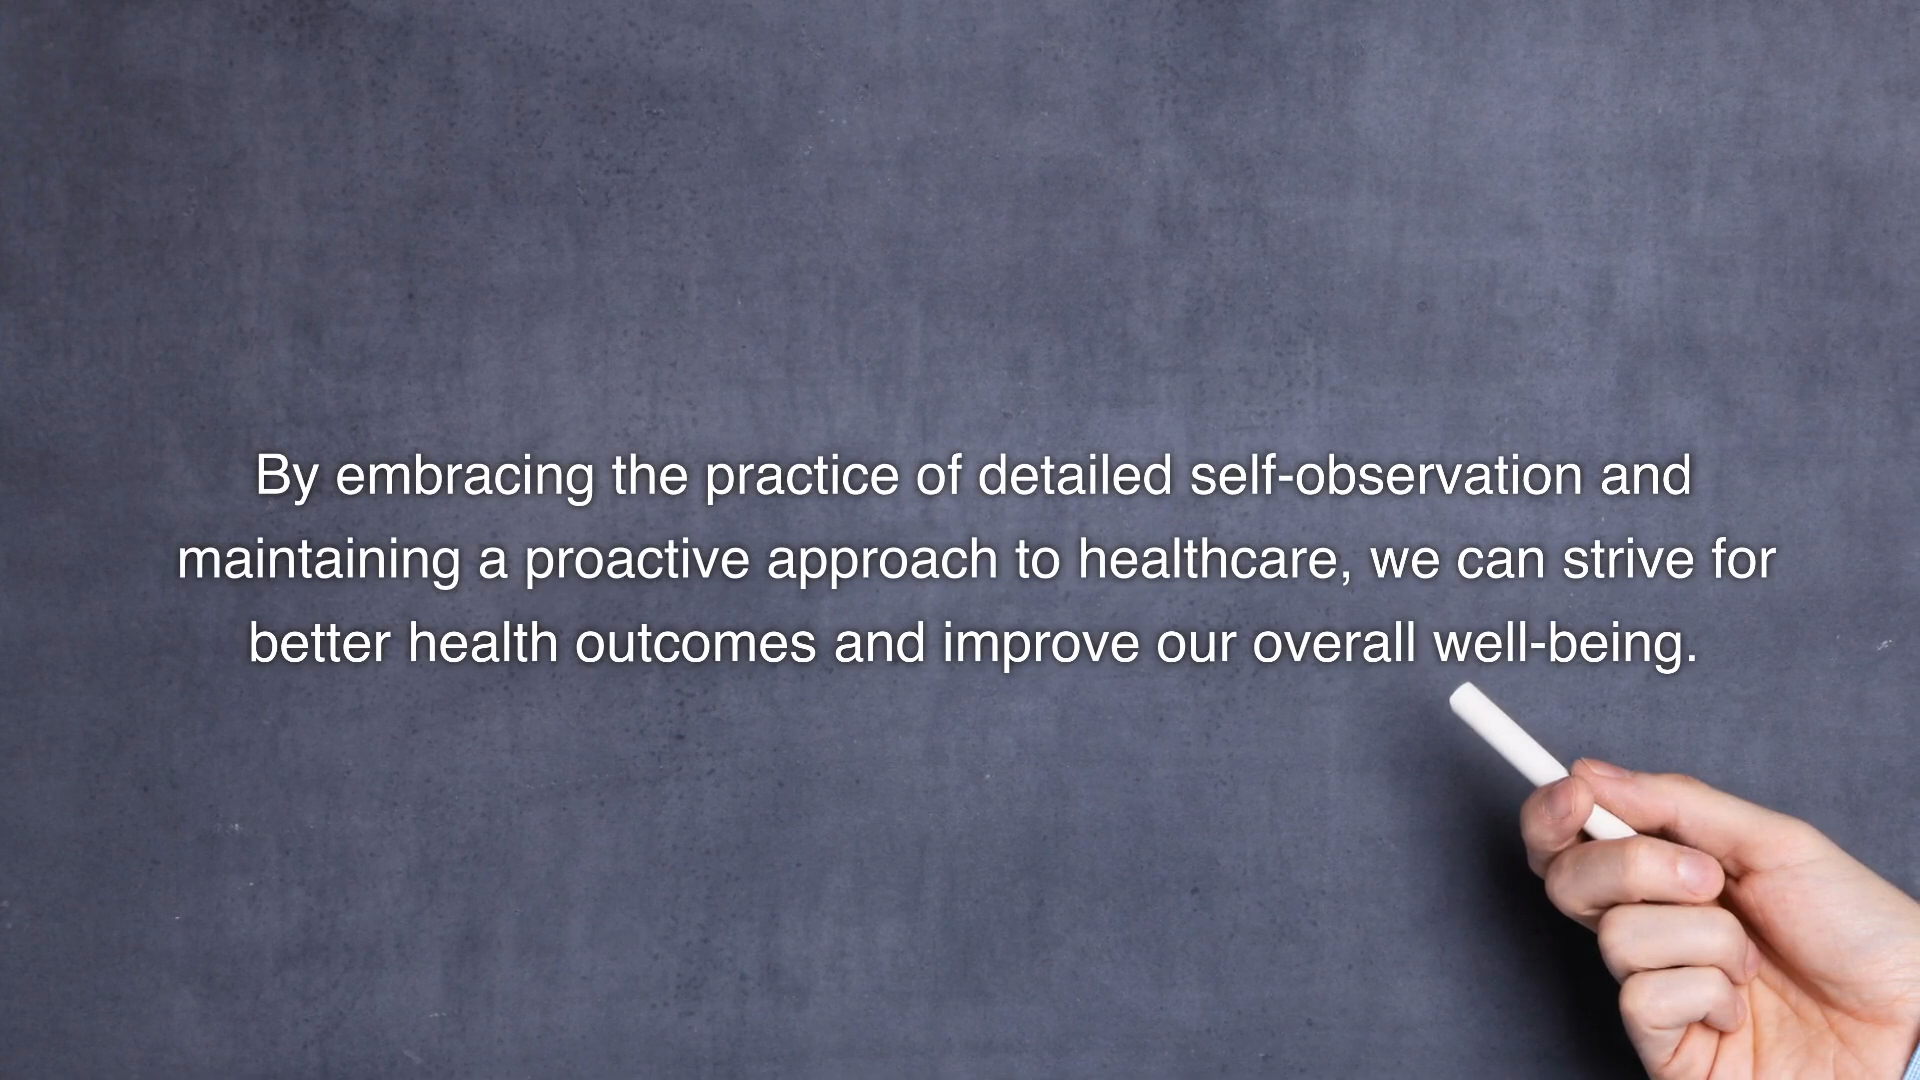 By embracing the practice of detailed self-observation and
maintaining a proactive approach to healthcare, we can strive for
better health outcomes and improve our overall well-being.